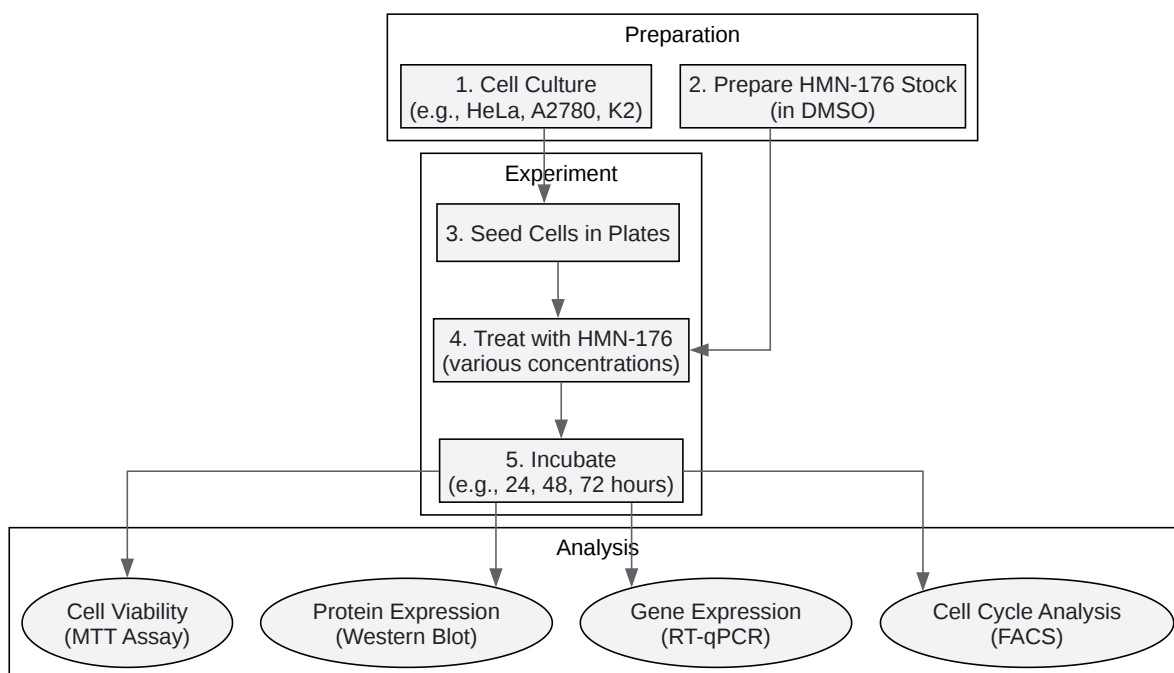 Preparation
1. Cell Culture
(e.g., HeLa, A2780, K2)
2. Prepare HMN-176 Stock
(in DMSO)
Experiment
3. Seed Cells in Plates
4. Treat with HMN-176
(various concentrations)
5. Incubate
(e.g., 24, 48, 72 hours)
Analysis
Cell Viability
(MTT Assay)
Protein Expression
(Western Blot)
Gene Expression
(RT-qPCR)
Cell Cycle Analysis
(FACS)